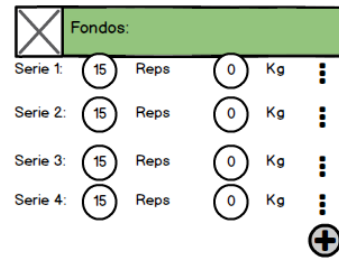 Fondos:
Serie 1: 15 Reps 0 Kg
Serie 2: 15 Reps 0 Kg
Serie 3: 15 Reps 0 Kg
Serie 4: 15 Reps 0 Kg